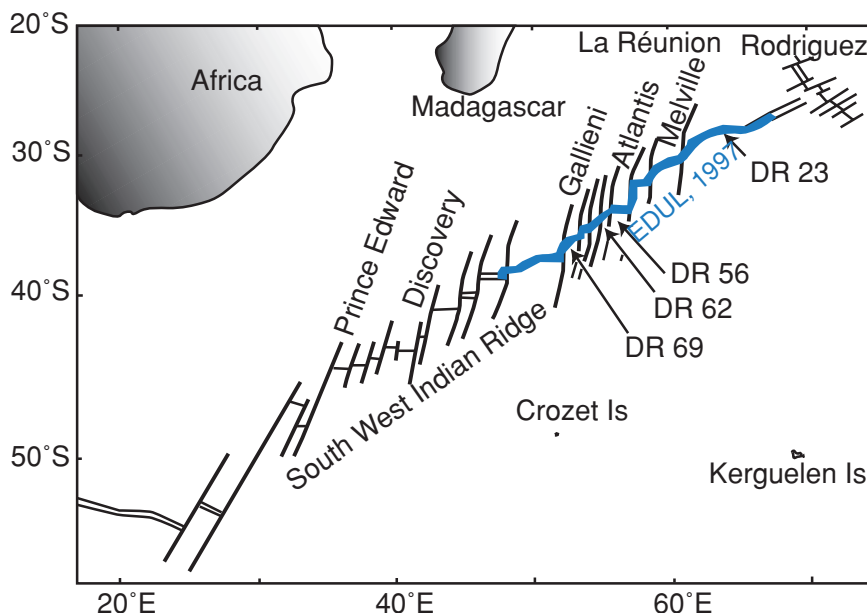 20°S
La Réunion
Rodriguez
Africa
Madagascar
Gallieni
Atlantis
Melville
30°S
DR 23
EDUL, 1997
Prince Edward
Discovery
DR 56
40°S
DR 62
DR 69
South West Indian Ridge
Crozet Is
50°S
Kerguelen Is
20°E
40°E
60°E